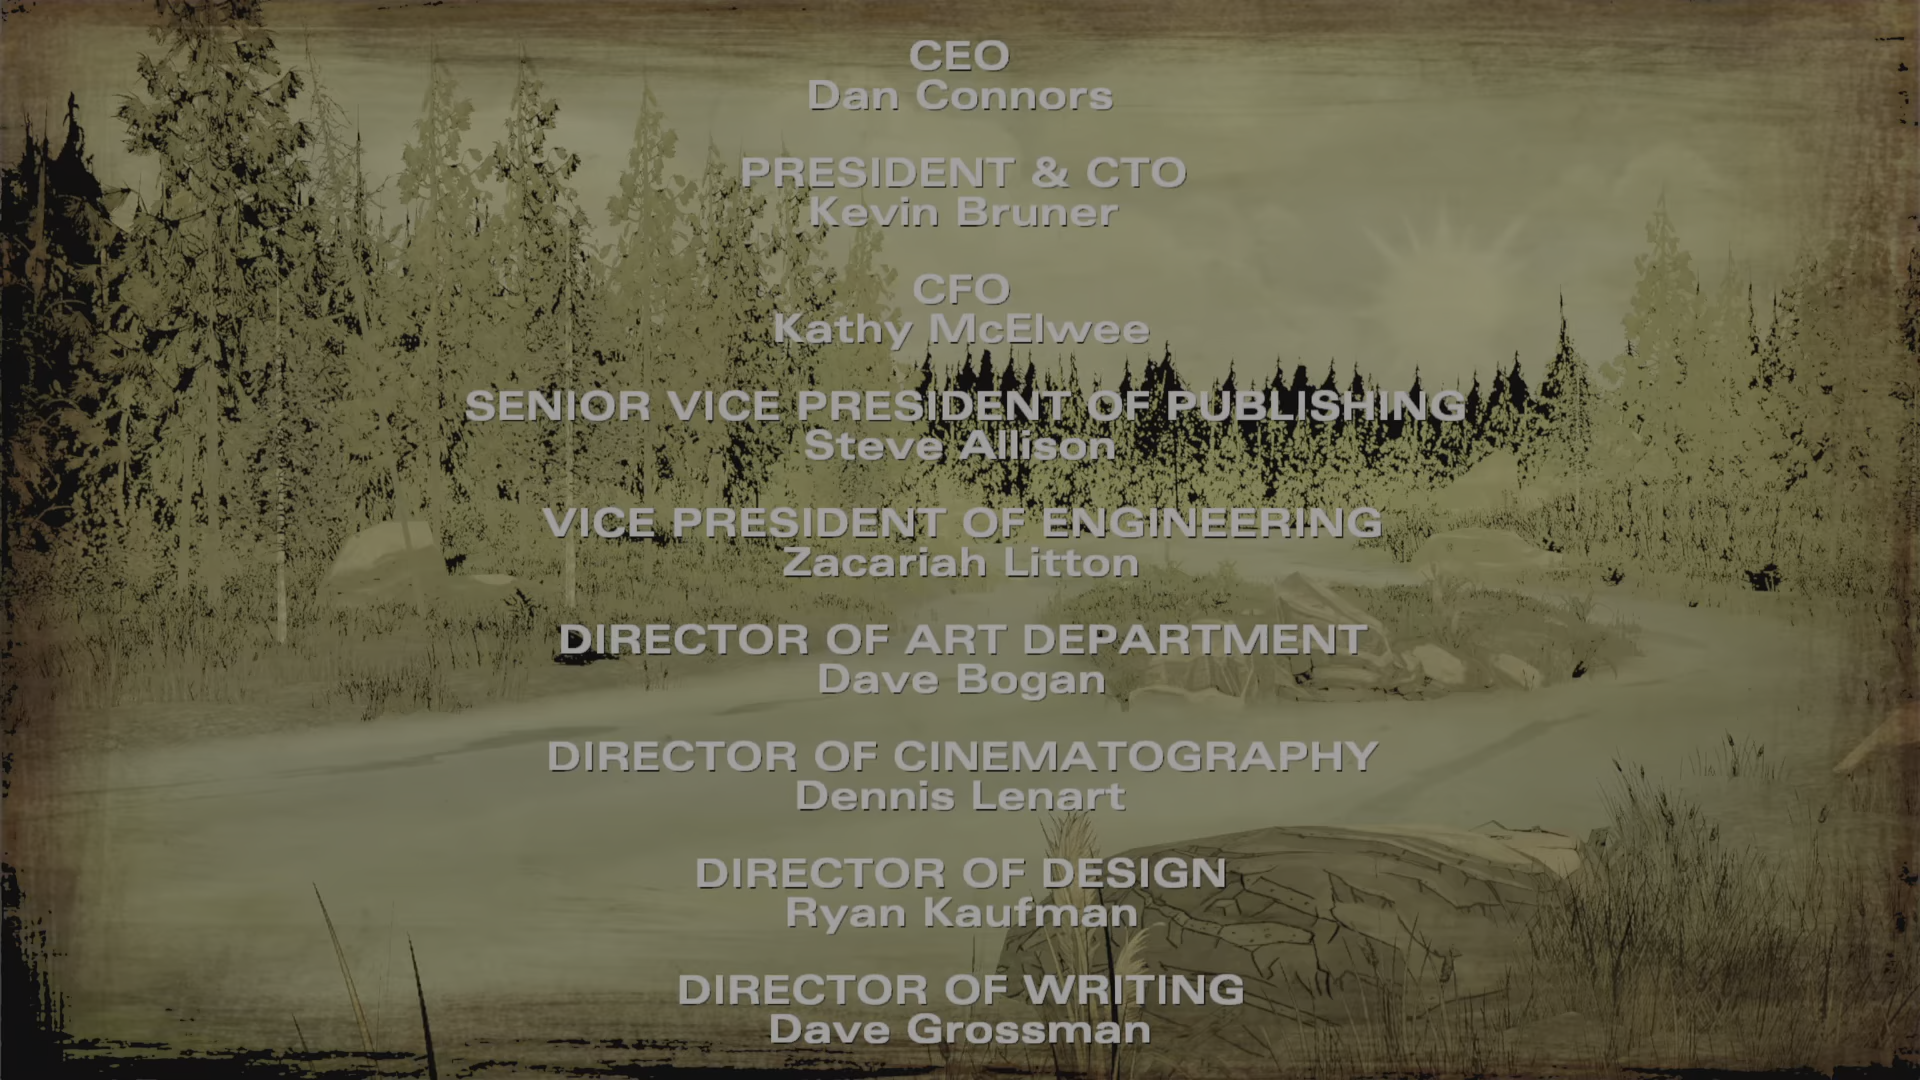 CEO
Dan Connors
PRESIDENT & CTO
Kevin Bruner
CFO
Kathy McElwee
SENIOR VICE PRESIDENT OF PUBLISHING
Steve Allison
VICE PRESIDENT OF ENGINEERING
Zacariah Litton
DIRECTOR OF ART DEPARTMENT
Dave Bogan
DIRECTOR OF CINEMATOGRAPHY
Dennis Lenart
DIRECTOR OF DESIGN
Ryan Kaufman
DIRECTOR OF WRITING
Dave Grossman